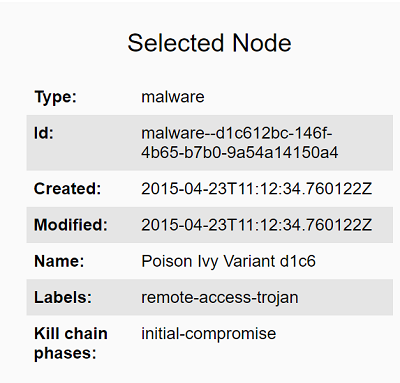 Selected Node
Type: malware
Id: malware--d1c612bc-146f-
4b65-b7b0-9a54a14150a4
Created: 2015-04-23T11:12:34.760122Z
Modified: 2015-04-23T11:12:34.760122Z
Name: Poison Ivy Variant d1c6
Labels: remote-access-trojan
Kill chain initial-compromise
phases: